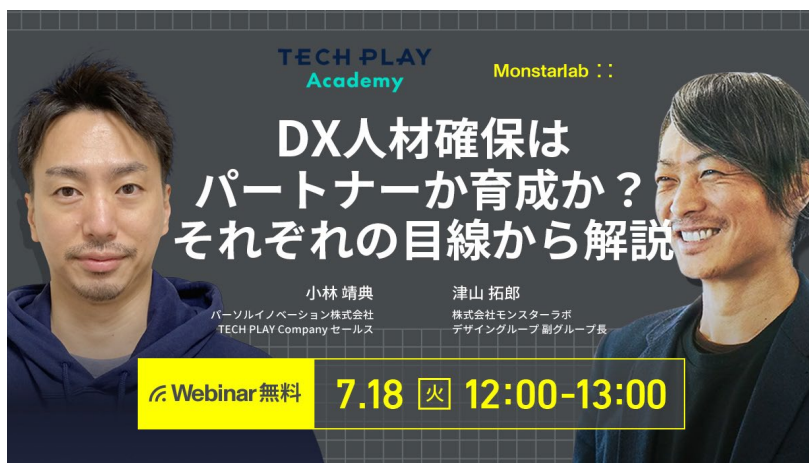 TECH PLAY
Academy
Monstarlab
DX人材確保は
パートナーか育成か？
それぞれの目線から解説
小林 靖典
パーソルイノベーション株式会社
TECH PLAY Company セールス
津山 拓郎
株式会社モンスターラボ
デザイングループ 副グループ長
Webinar無料
7.18 火 12:00-13:00